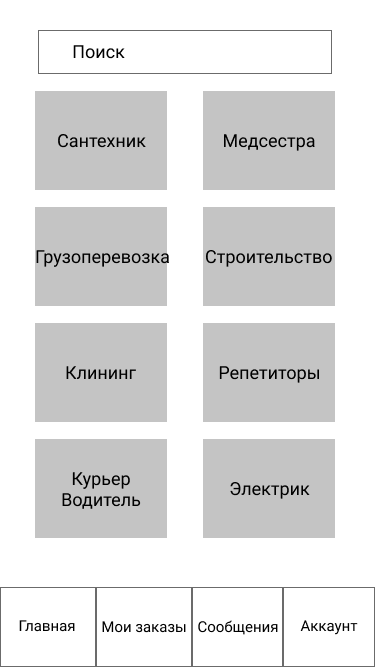 Поиск
Сантехник
Медсестра
Грузоперевозка
Строительство
Клининг
Репетиторы
Курьер
Водитель
Электрик
Главная
Мои заказы
Сообщения
Аккаунт